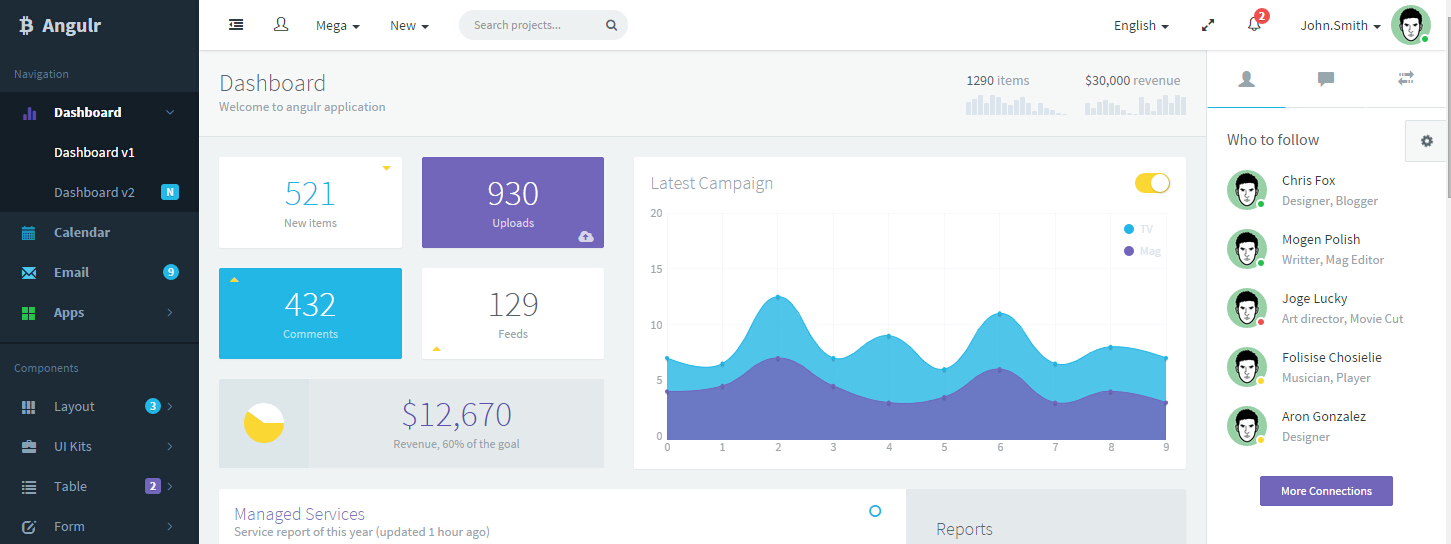 Angulr
Mega
New
Search projects...
English
2
John.Smith
Navigation
Dashboard
Dashboard v1
Dashboard v2 N
Calendar
Email 9
Apps
Components
Layout 3
UI Kits
Table 2
Form
Dashboard
Welcome to angulr application
1290 items
$30,000 revenue
521
New items
930
Uploads
432
Comments
129
Feeds
$12,670
Revenue, 60% of the goal
Latest Campaign
20
15
10
5
0
TV
Mag
0 1 2 3 4 5 6 7 8 9
Managed Services
Service report of this year (updated 1 hour ago)
Reports
Who to follow
Chris Fox
Designer, Blogger
Mogen Polish
Writter, Mag Editor
Joge Lucky
Art director, Movie Cut
Folisise Chosielie
Musician, Player
Aron Gonzalez
Designer
More Connections